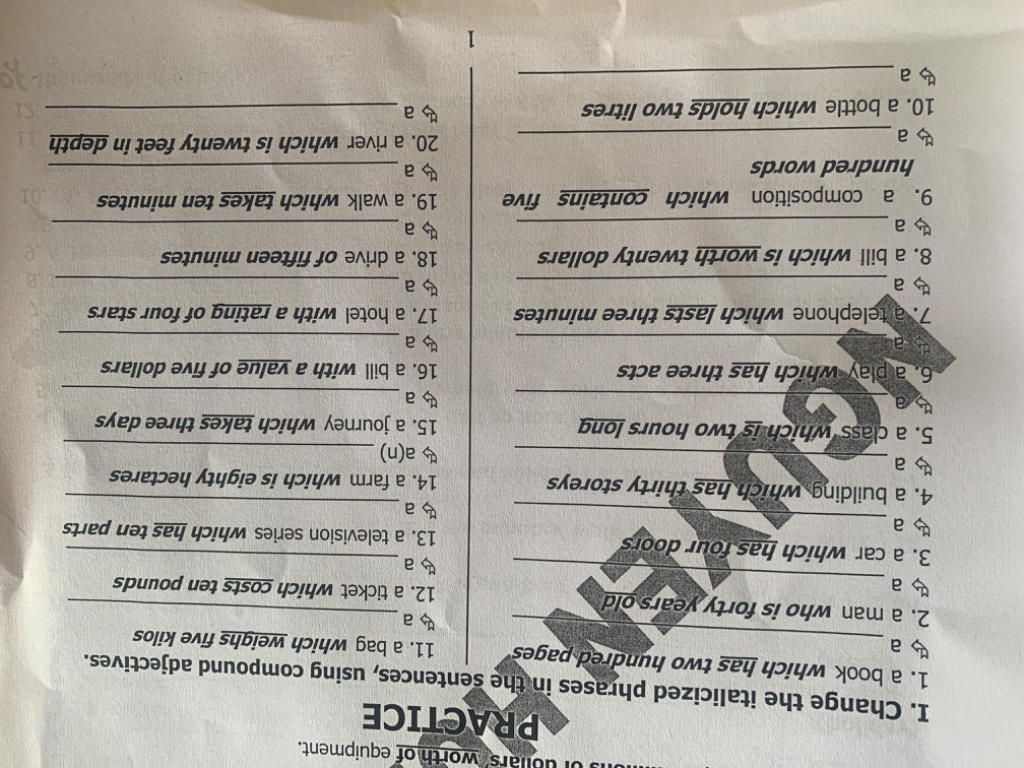 of dollars' worth of equipment.
PRACTICE
I. Change the italicized phrases in the sentences, using compound adjectives.
1. a book which has two hundred pages
↳ a
2. a man who is forty years old
↳ a
3. a car which has four doors
↳ a
4. a building which has thirty storeys
↳ a
5. a class which is two hours long
↳ a
6. a play which has three acts
↳ a
7. a telephone which lasts three minutes
↳ a
8. a bill which is worth twenty dollars
↳ a
9. a composition which contains five
hundred words
↳ a
10. a bottle which holds two litres
↳ a
11. a bag which weighs five kilos
↳ a
12. a ticket which costs ten pounds
↳ a
13. a television series which has ten parts
↳ a
14. a farm which is eighty hectares
↳ a(n)
15. a journey which takes three days
↳ a
16. a bill with a value of five dollars
↳ a
17. a hotel with a rating of four stars
↳ a
18. a drive of fifteen minutes
↳ a
19. a walk which takes ten minutes
↳ a
20. a river which is twenty feet in depth
↳ a
1
NGUYEN